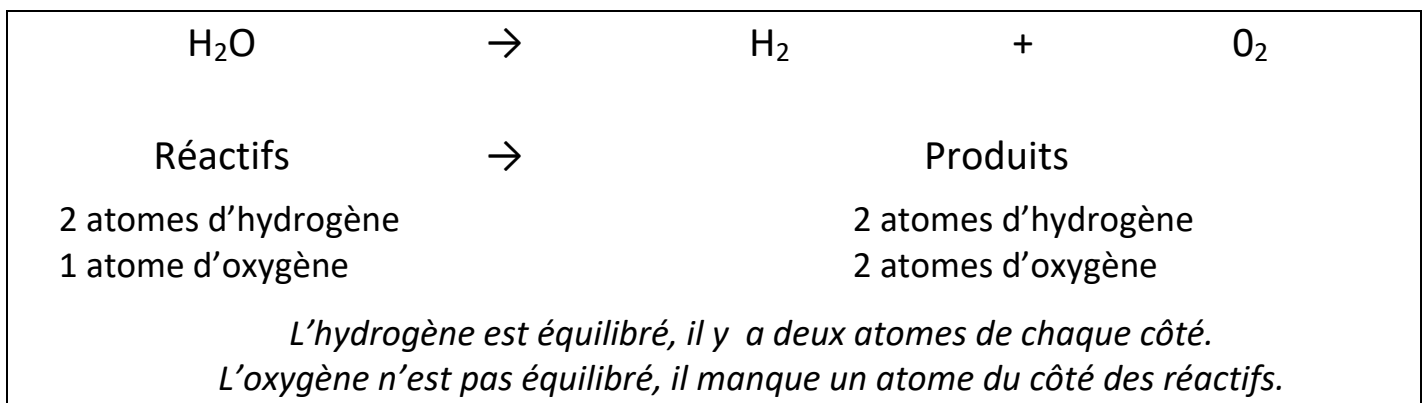 H₂O → H₂ + 0₂
Réactifs → Produits
2 atomes d’hydrogène 2 atomes d’hydrogène
1 atome d’oxygène 2 atomes d’oxygène
L’hydrogène est équilibré, il y a deux atomes de chaque côté.
L’oxygène n’est pas équilibré, il manque un atome du côté des réactifs.